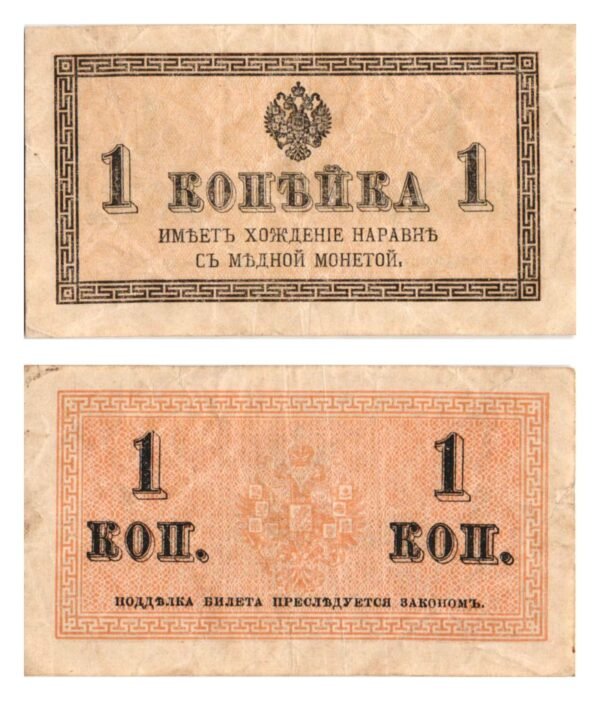 1 КОПѢЙКА 1
ИМѢЕТЪ ХОЖДЕНІЕ НАРАВНѢ
СЪ МѢДНОЙ МОНЕТОЙ.
1 1
КОП. КОП.
ПОДДѢЛКА БИЛЕТА ПРЕСЛѢДУЕТСЯ ЗАКОНОМЪ.